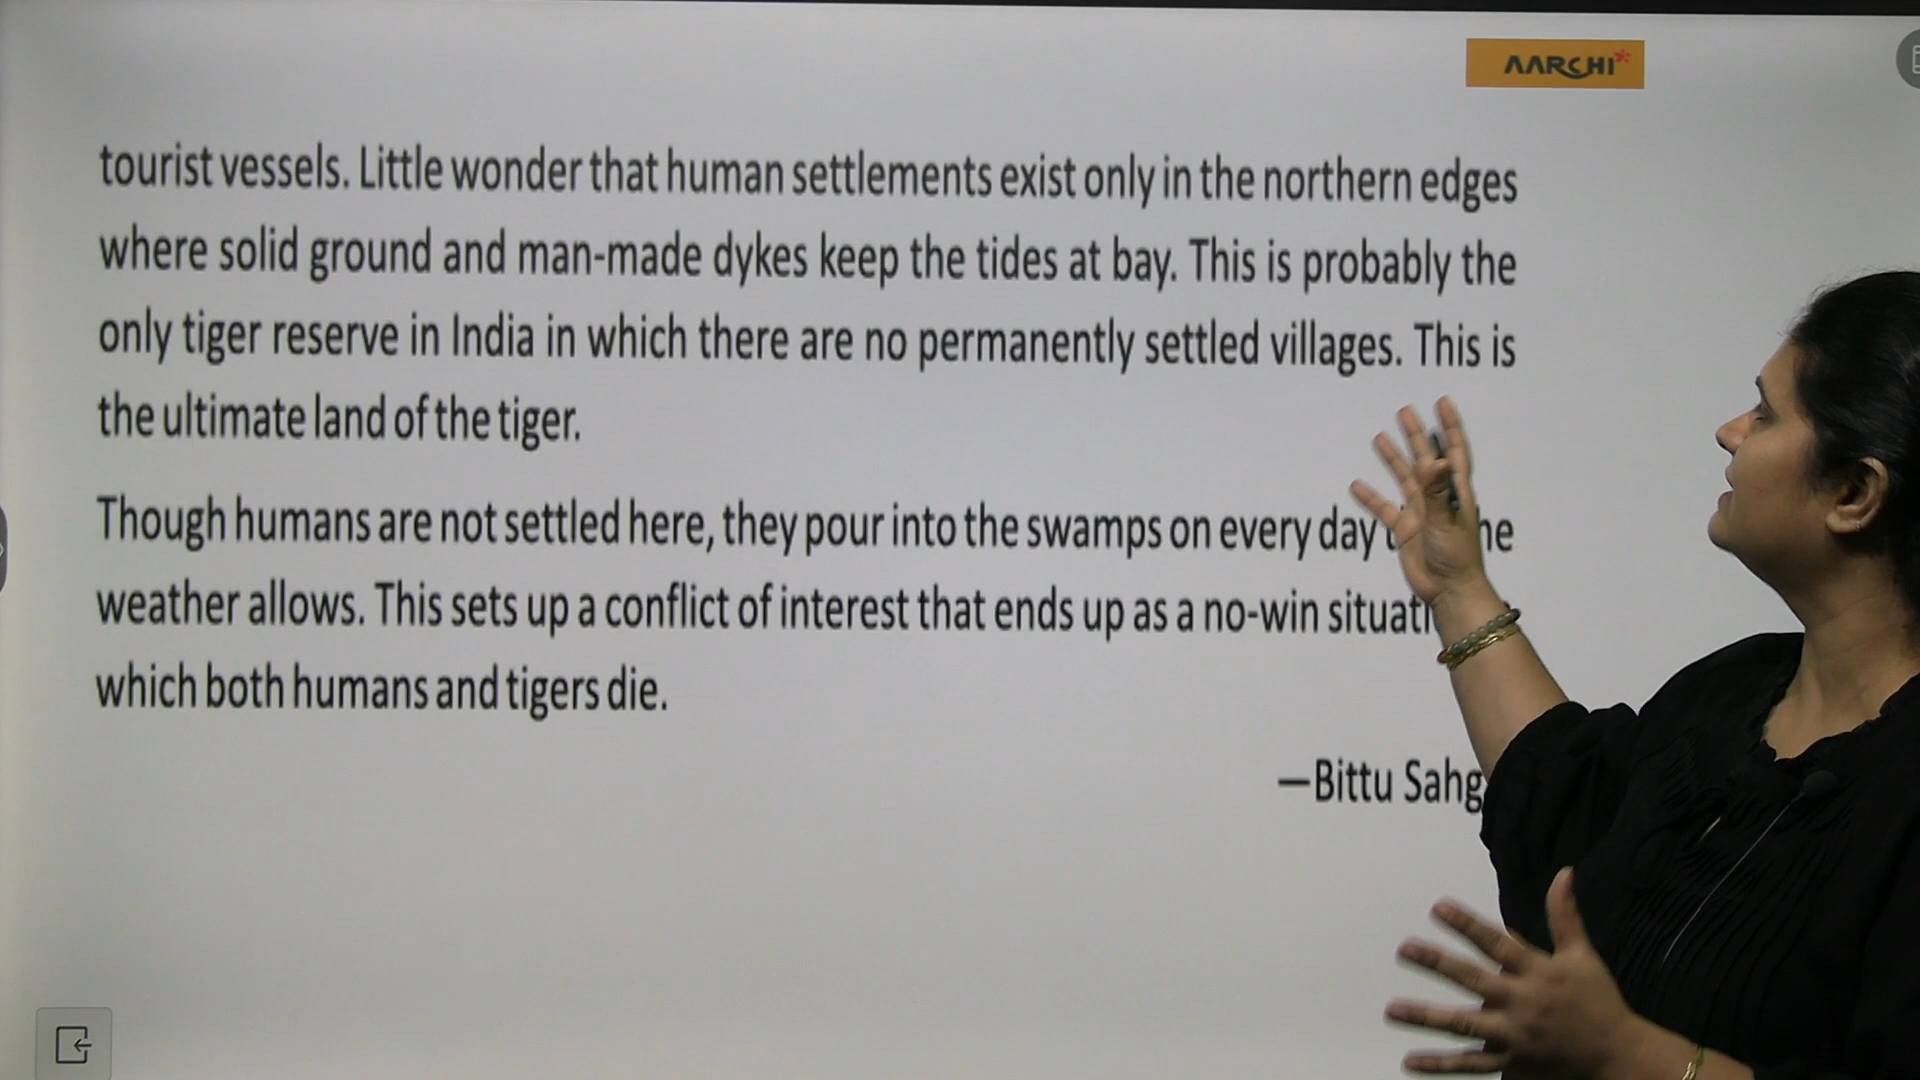 AARCHI
tourist vessels. Little wonder that human settlements exist only in the northern edges
where solid ground and man-made dykes keep the tides at bay. This is probably the
only tiger reserve in India in which there are no permanently settled villages. This is
the ultimate land of the tiger.
Though humans are not settled here, they pour into the swamps on every day
weather allows. This sets up a conflict of interest that ends up as a no-win
which both humans and tigers die.
—Bittu